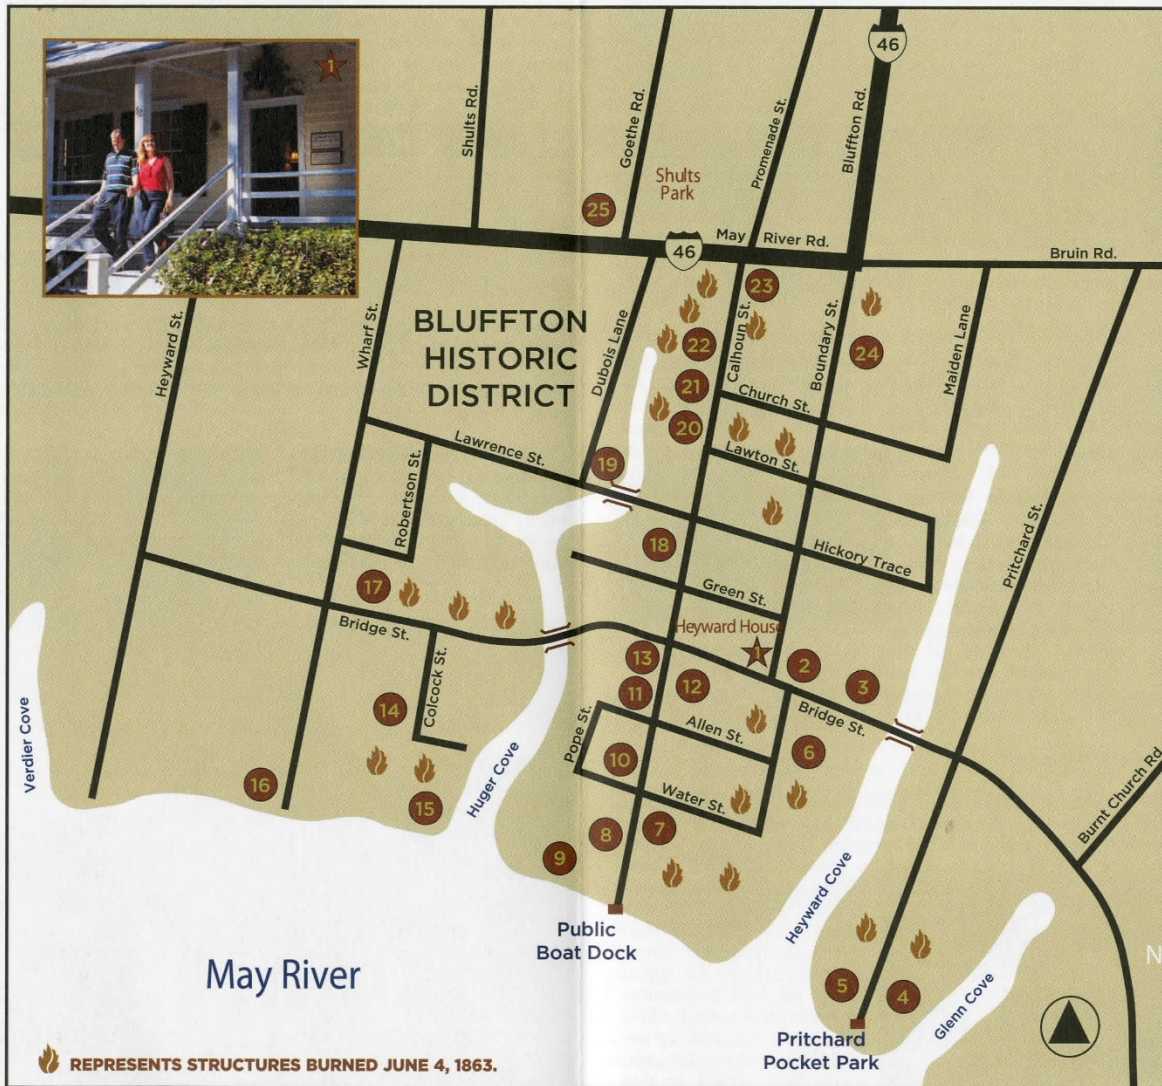 1
46
Shults Rd.
Goethe Rd.
Promenade St.
Bluffton Rd.
Shults
Park
25
46
May River Rd.
Bruin Rd.
Heyward St.
Wharf St.
BLUFFTON
HISTORIC
DISTRICT
Dubois Lane
22
21
20
Calhoun St.
23
Boundary St.
24
Maiden Lane
Church St.
Lawton St.
Lawrence St.
19
Robertson St.
18
Hickory Trace
Pritchard St.
17
Green St.
Heyward House
1
Bridge St.
13
2
3
Colcock St.
14
11
12
Bridge St.
Pope St.
Allen St.
6
Verdier Cove
16
15
Huger Cove
10
Water St.
Burnt Church Rd
8
7
9
Heyward Cove
Public
Boat Dock
May River
N
5
4
Glenn Cove
Pritchard
Pocket Park
REPRESENTS STRUCTURES BURNED JUNE 4, 1863.